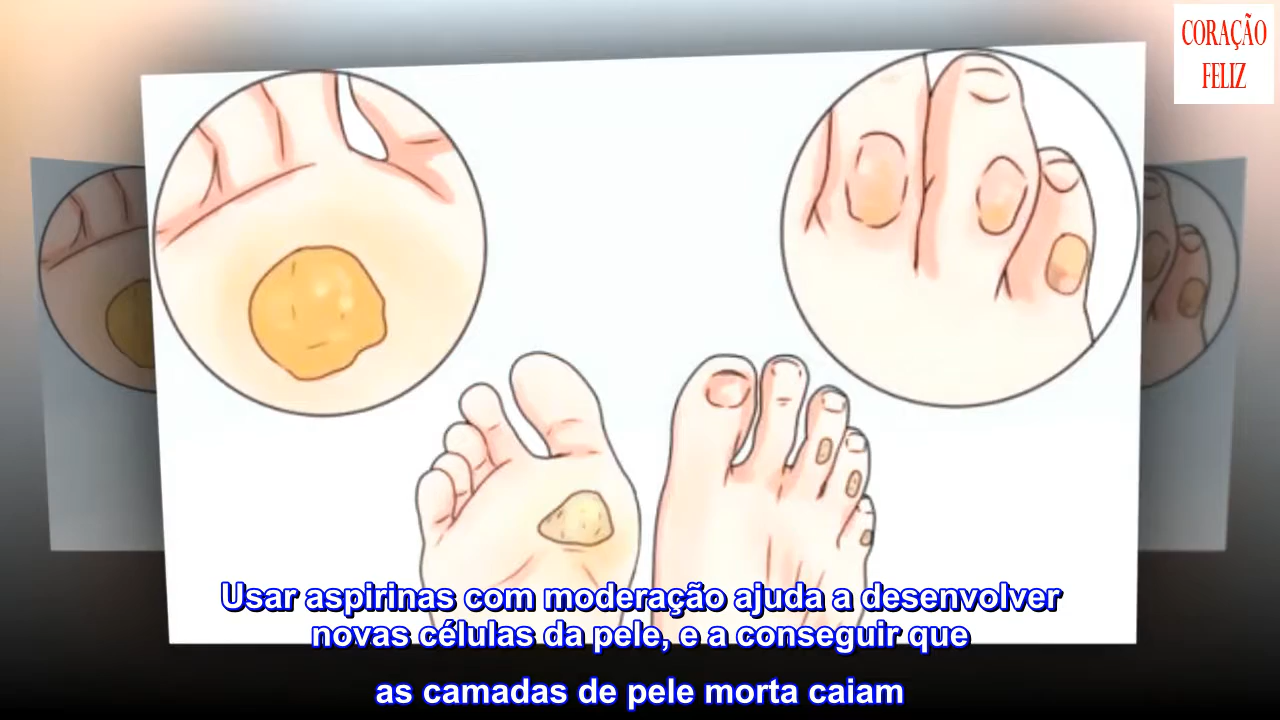 CORAÇÃO
FELIZ
Usar aspirinas com moderação ajuda a desenvolver
novas células da pele, e a conseguir que
as camadas de pele morta caiam